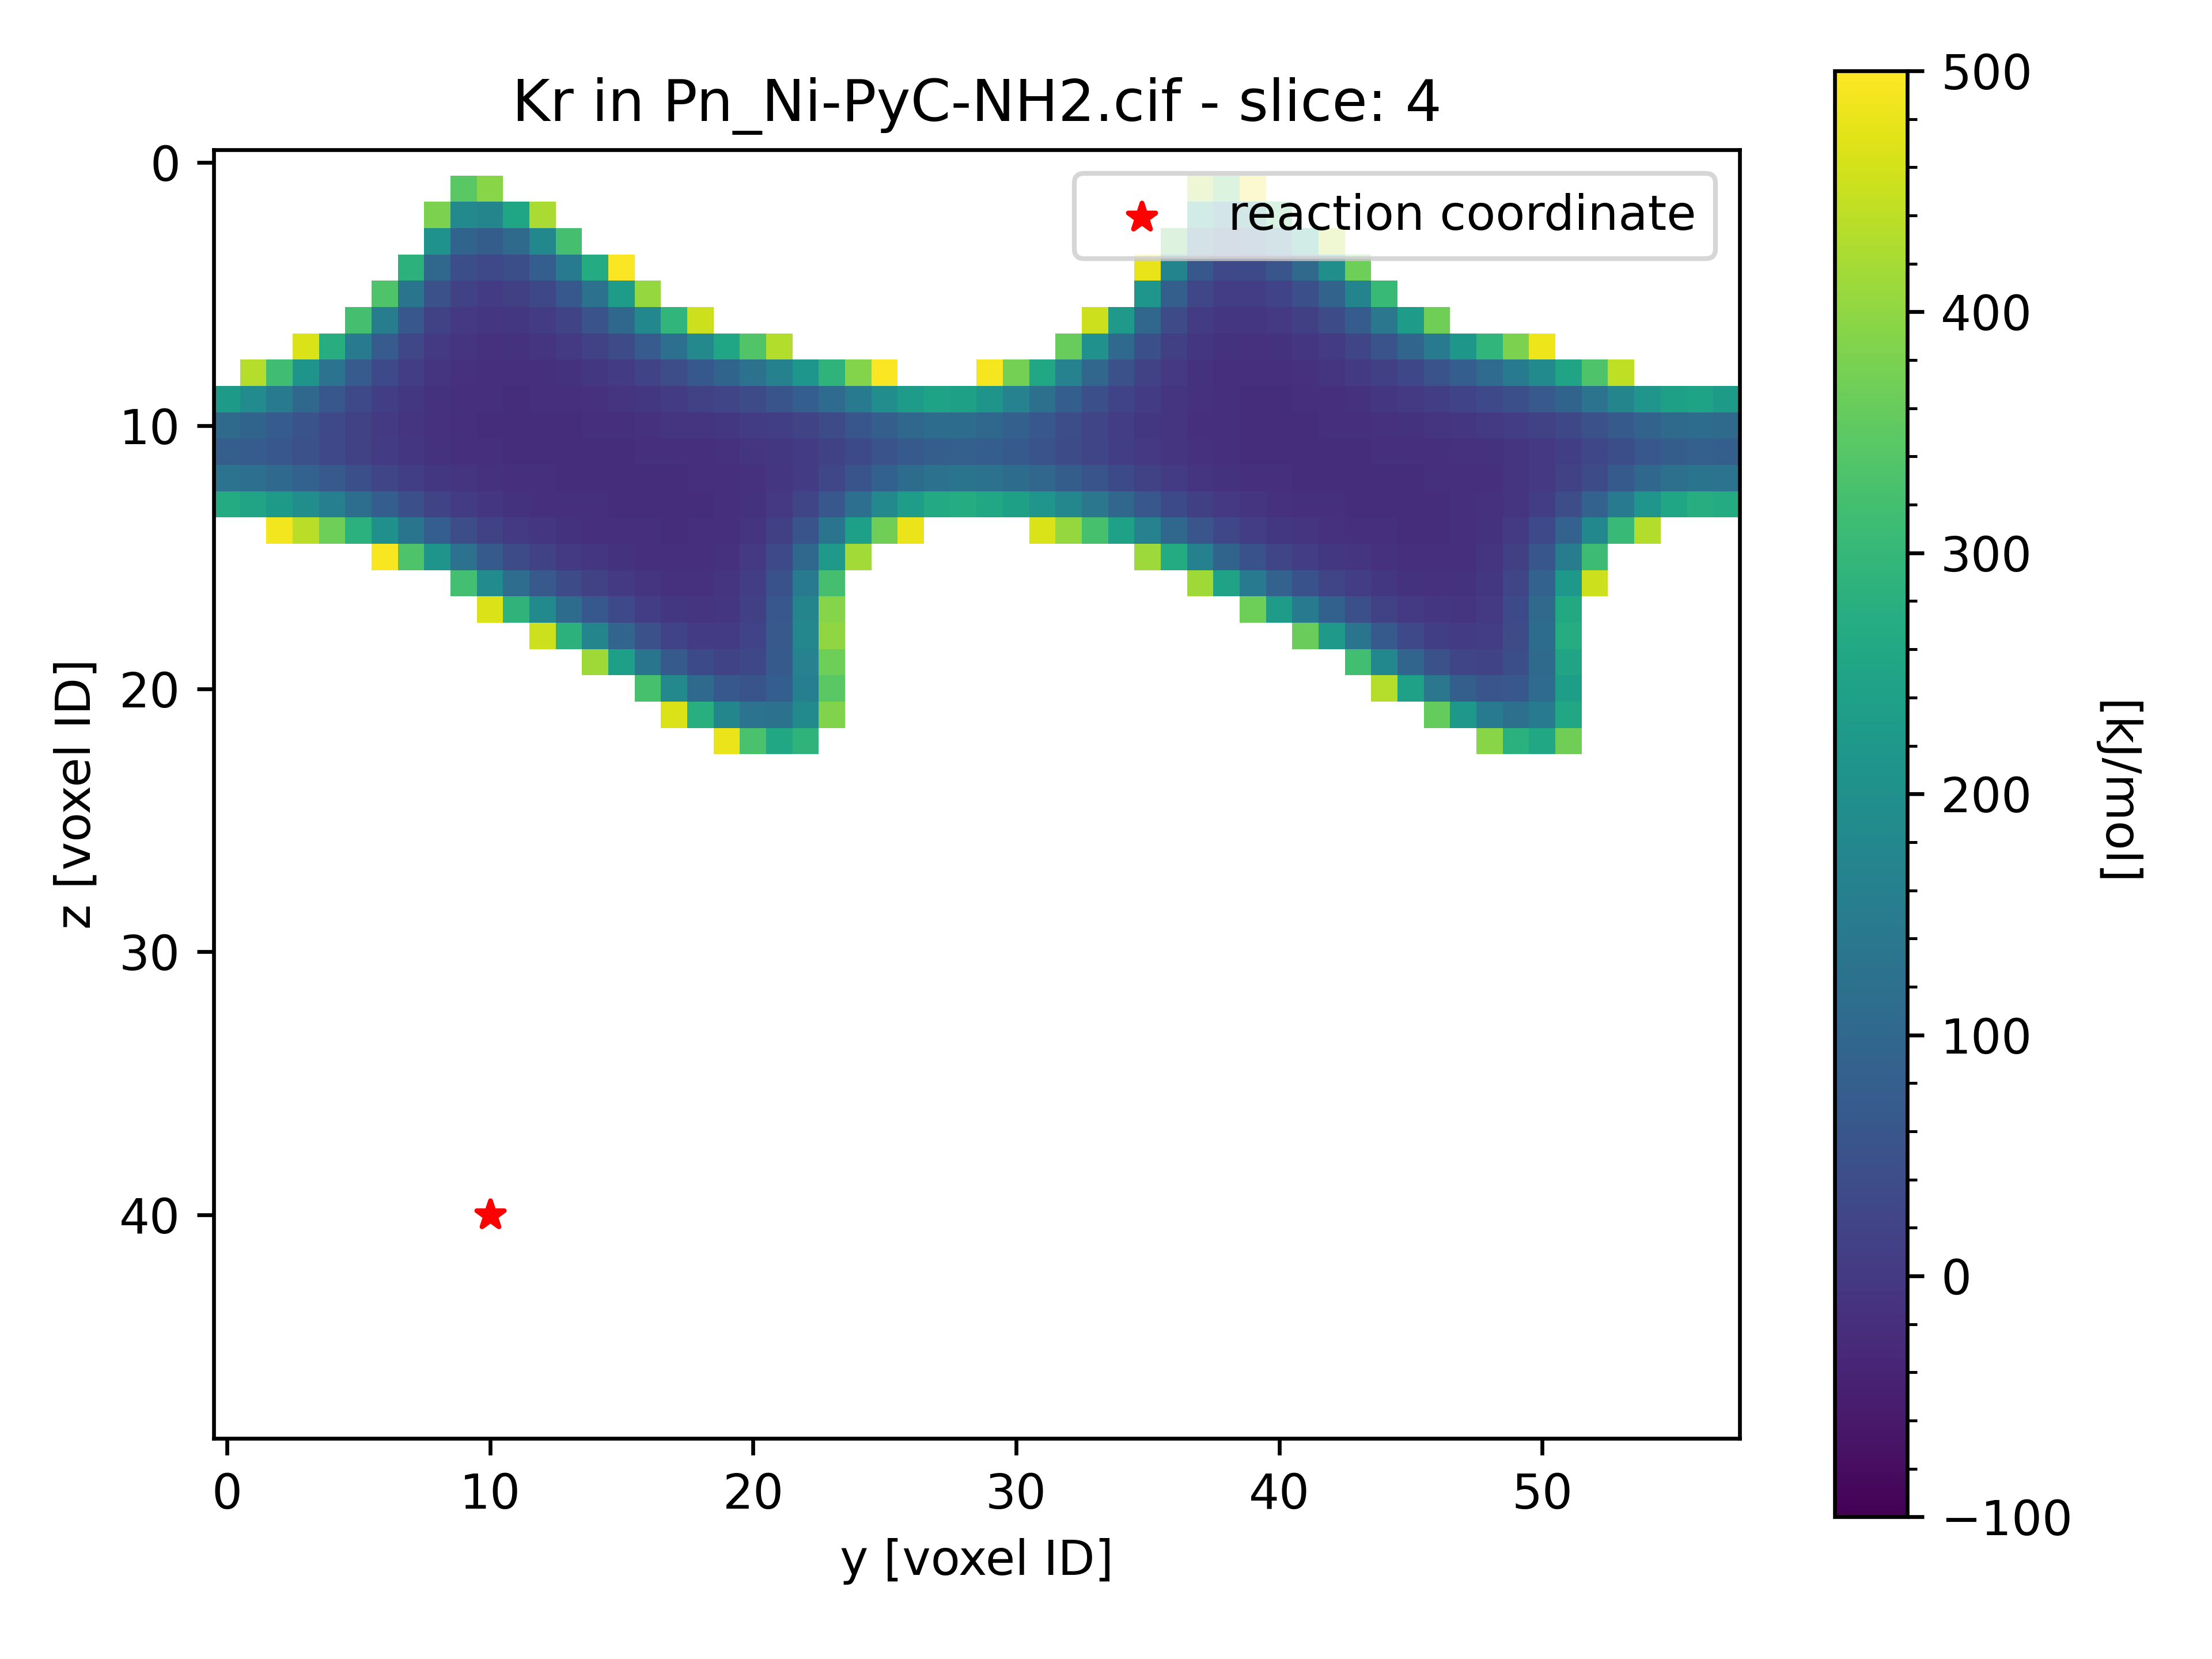 Kr in Pn_Ni-PyC-NH2.cif - slice: 4
reaction coordinate
0
10
20
30
40
z [voxel ID]
0 10 20 30 40 50
y [voxel ID]
500
400
300
200
100
0
−100
[kJ/mol]